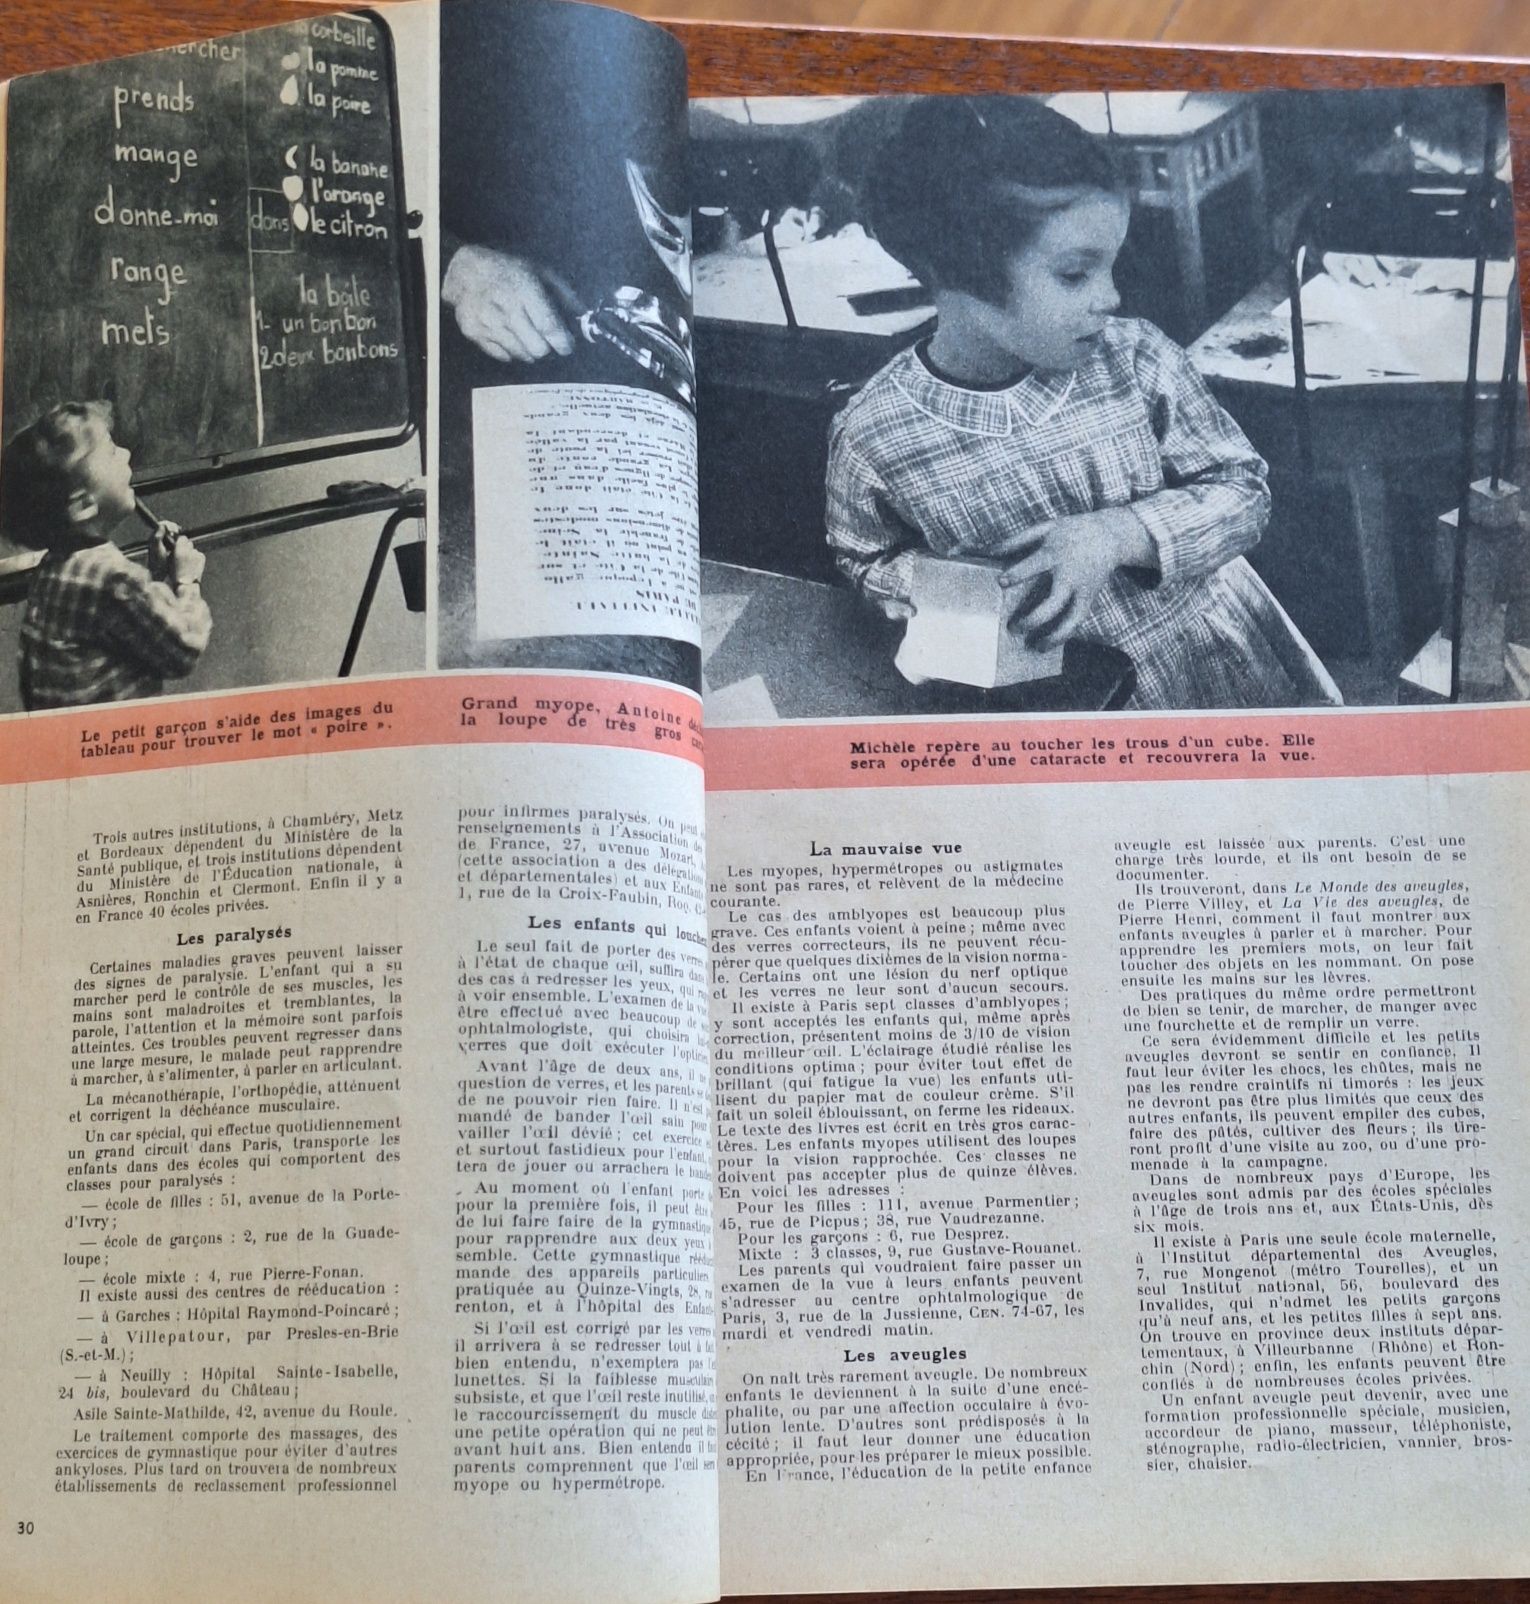 chercher
prends
mange
donne-moi
range
mets
dans
corbeille
la pomme
la poire
la banane
l'orange
le citron
la boîte
1- un bonbon
2 deux bonbons
Le petit garçon s'aide des images du
tableau pour trouver le mot « poire ».
Grand myope, Antoine
la loupe de très gros
Michèle repère au toucher les trous d'un cube. Elle
sera opérée d'une cataracte et recouvrera la vue.
Trois autres institutions, à Chambéry, Metz
et Bordeaux dépendent du Ministère de la
Santé publique, et trois institutions dépendent
du Ministère de l'Éducation nationale, à
Asnières, Ronchin et Clermont. Enfin il y a
en France 40 écoles privées.
Les paralysés
Certaines maladies graves peuvent laisser
des signes de paralysie. L'enfant qui a su
marcher perd le contrôle de ses muscles, les
mains sont maladroites et tremblantes, la
parole, l'attention et la mémoire sont parfois
atteintes. Ces troubles peuvent regresser dans
une large mesure, le malade peut rapprendre
à marcher, à s'alimenter, à parler en articulant.
La mécanothérapie, l'orthopédie, atténuent
et corrigent la déchéance musculaire.
Un car spécial, qui effectue quotidiennement
un grand circuit dans Paris, transporte les
enfants dans des écoles qui comportent des
classes pour paralysés :
— école de filles : 51, avenue de la Porte-
d'Ivry ;
— école de garçons : 2, rue de la Guade-
loupe ;
— école mixte : 4, rue Pierre-Fonan.
Il existe aussi des centres de rééducation :
— à Garches : Hôpital Raymond-Poincaré ;
— à Villepatour, par Presles-en-Brie
(S.-et-M.) ;
— à Neuilly : Hôpital Sainte-Isabelle,
24 bis, boulevard du Château ;
Asile Sainte-Mathilde, 42, avenue du Roule.
Le traitement comporte des massages, des
exercices de gymnastique pour éviter d'autres
ankyloses. Plus tard on trouvera de nombreux
établissements de reclassement professionnel
30
pour infirmes paralysés. On peut
renseignements à l'Association des
de France, 27, avenue Mozart,
(cette association a des délégations
et départementales) et aux Enfants
1, rue de la Croix-Faubin, Roq.
Les enfants qui louchent
Le seul fait de porter des verres
à l'état de chaque œil, suffira dans
des cas à redresser les yeux, qui
à voir ensemble. L'examen de la vue
être effectué avec beaucoup de
ophtalmologiste, qui choisira
verres que doit exécuter l'opticien.
Avant l'âge de deux ans, il
question de verres, et les parents se
de ne pouvoir rien faire. Il n'est
mandé de bander l'œil sain pour
vailler l'œil dévié ; cet exercice
et surtout fastidieux pour l'enfant,
tera de jouer ou arrachera le
Au moment où l'enfant porte
pour la première fois, il peut être
de lui faire faire de la gymnastique
pour rapprendre aux deux yeux
semble. Cette gymnastique
mande des appareils particuliers
pratiquée au Quinze-Vingts, 28,
renton, et à l'hôpital des
Si l'œil est corrigé par les verres
il arrivera à se redresser tout à
bien entendu, n'exemptera pas
lunettes. Si la faiblesse musculaire
subsiste, et que l'œil reste inutilisé,
le raccourcissement du muscle
une petite opération qui ne peut être
avant huit ans. Bien entendu il
parents comprennent que l'œil
myope ou hypermétrope.
La mauvaise vue
Les myopes, hypermétropes ou astigmates
ne sont pas rares, et relèvent de la médecine
courante.
Le cas des amblyopes est beaucoup plus
grave. Ces enfants voient à peine ; même avec
des verres correcteurs, ils ne peuvent récu-
pérer que quelques dixièmes de la vision norma-
le. Certains ont une lésion du nerf optique
et les verres ne leur sont d'aucun secours.
Il existe à Paris sept classes d'amblyopes ;
y sont acceptés les enfants qui, même après
correction, présentent moins de 3/10 de vision
du meilleur œil. L'éclairage étudié réalise les
conditions optima ; pour éviter tout effet de
brillant (qui fatigue la vue) les enfants uti-
lisent du papier mat de couleur crème. S'il
fait un soleil éblouissant, on ferme les rideaux.
Le texte des livres est écrit en très gros carac-
tères. Les enfants myopes utilisent des loupes
pour la vision rapprochée. Ces classes ne
doivent pas accepter plus de quinze élèves.
En voici les adresses :
Pour les filles : 111, avenue Parmentier ;
45, rue de Picpus ; 38, rue Vaudrezanne.
Pour les garçons : 6, rue Desprez.
Mixte : 3 classes, 9, rue Gustave-Rouanet.
Les parents qui voudraient faire passer un
examen de la vue à leurs enfants peuvent
s'adresser au centre ophtalmologique de
Paris, 3, rue de la Jussienne, CEN. 74-67, les
mardi et vendredi matin.
Les aveugles
On naît très rarement aveugle. De nombreux
enfants le deviennent à la suite d'une encé-
phalite, ou par une affection occulaire à évo-
lution lente. D'autres sont prédisposés à la
cécité ; il faut leur donner une éducation
appropriée, pour les préparer le mieux possible.
En France, l'éducation de la petite enfance
aveugle est laissée aux parents. C'est une
charge très lourde, et ils ont besoin de se
documenter.
Ils trouveront, dans Le Monde des aveugles,
de Pierre Villey, et La Vie des aveugles, de
Pierre Henri, comment il faut montrer aux
enfants aveugles à parler et à marcher. Pour
apprendre les premiers mots, on leur fait
toucher des objets en les nommant. On pose
ensuite les mains sur les lèvres.
Des pratiques du même ordre permettront
de bien se tenir, de marcher, de manger avec
une fourchette et de remplir un verre.
Ce sera évidemment difficile et les petits
aveugles devront se sentir en confiance. Il
faut leur éviter les chocs, les chûtes, mais ne
pas les rendre craintifs ni timorés : les jeux
ne devront pas être plus limités que ceux des
autres enfants, ils peuvent empiler des cubes,
faire des pâtés, cultiver des fleurs ; ils tire-
ront profit d'une visite au zoo, ou d'une pro-
menade à la campagne.
Dans de nombreux pays d'Europe, les
aveugles sont admis par des écoles spéciales
à l'âge de trois ans et, aux États-Unis, dès
six mois.
Il existe à Paris une seule école maternelle,
à l'Institut départemental des Aveugles,
7, rue Mongenot (métro Tourelles), et un
seul Institut national, 56, boulevard des
Invalides, qui n'admet les petits garçons
qu'à neuf ans, et les petites filles à sept ans.
On trouve en province deux instituts dépar-
tementaux, à Villeurbanne (Rhône) et Ron-
chin (Nord) ; enfin, les enfants peuvent être
confiés à de nombreuses écoles privées.
Un enfant aveugle peut devenir, avec une
formation professionnelle spéciale, musicien,
accordeur de piano, masseur, téléphoniste,
sténographe, radio-électricien, vannier, bros-
sier, chaisier.